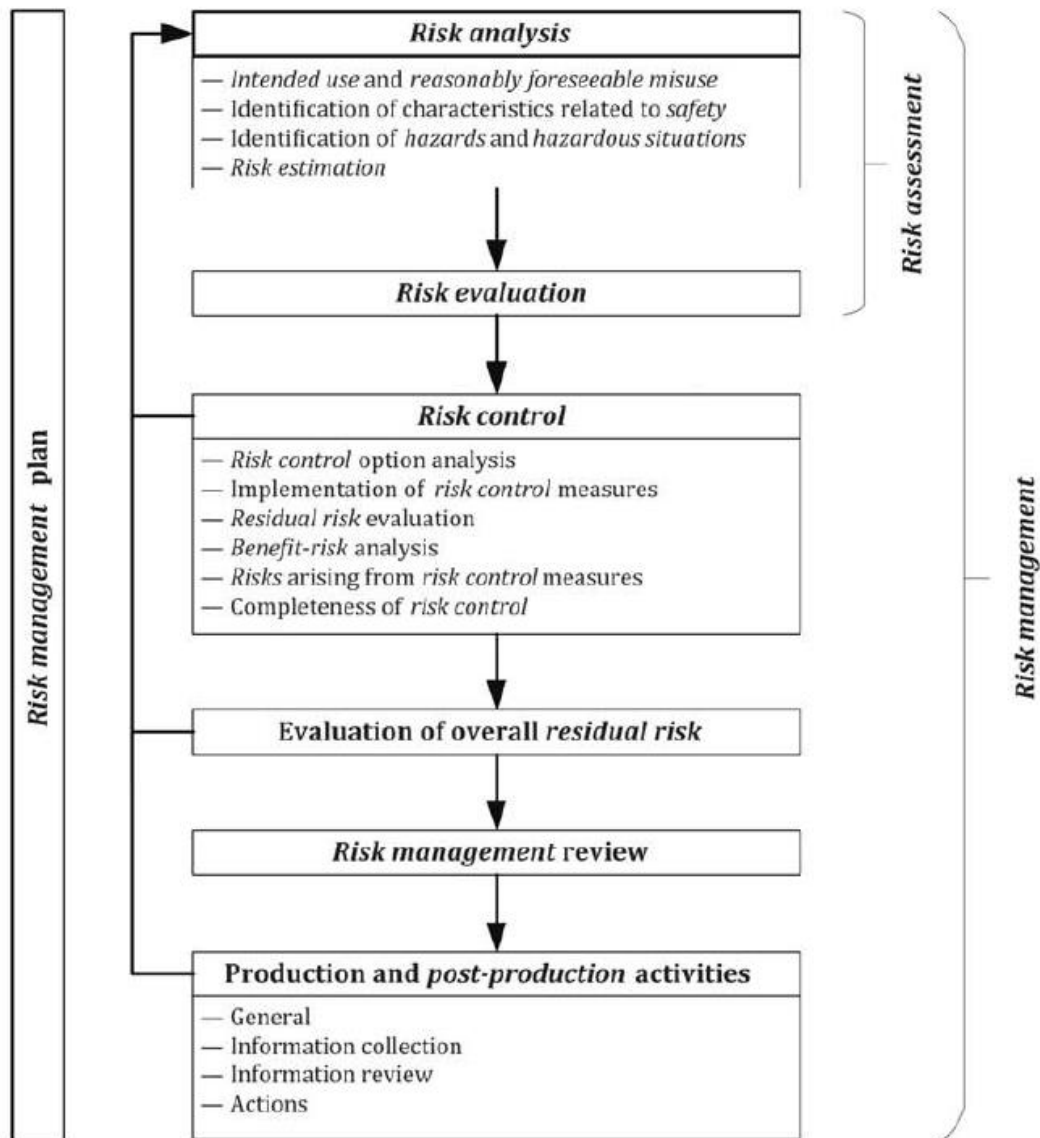 Risk management plan
Risk analysis
— Intended use and reasonably foreseeable misuse
— Identification of characteristics related to safety
— Identification of hazards and hazardous situations
— Risk estimation
Risk evaluation
Risk control
— Risk control option analysis
— Implementation of risk control measures
— Residual risk evaluation
— Benefit-risk analysis
— Risks arising from risk control measures
— Completeness of risk control
Evaluation of overall residual risk
Risk management review
Production and post-production activities
— General
— Information collection
— Information review
— Actions
Risk assessment
Risk management